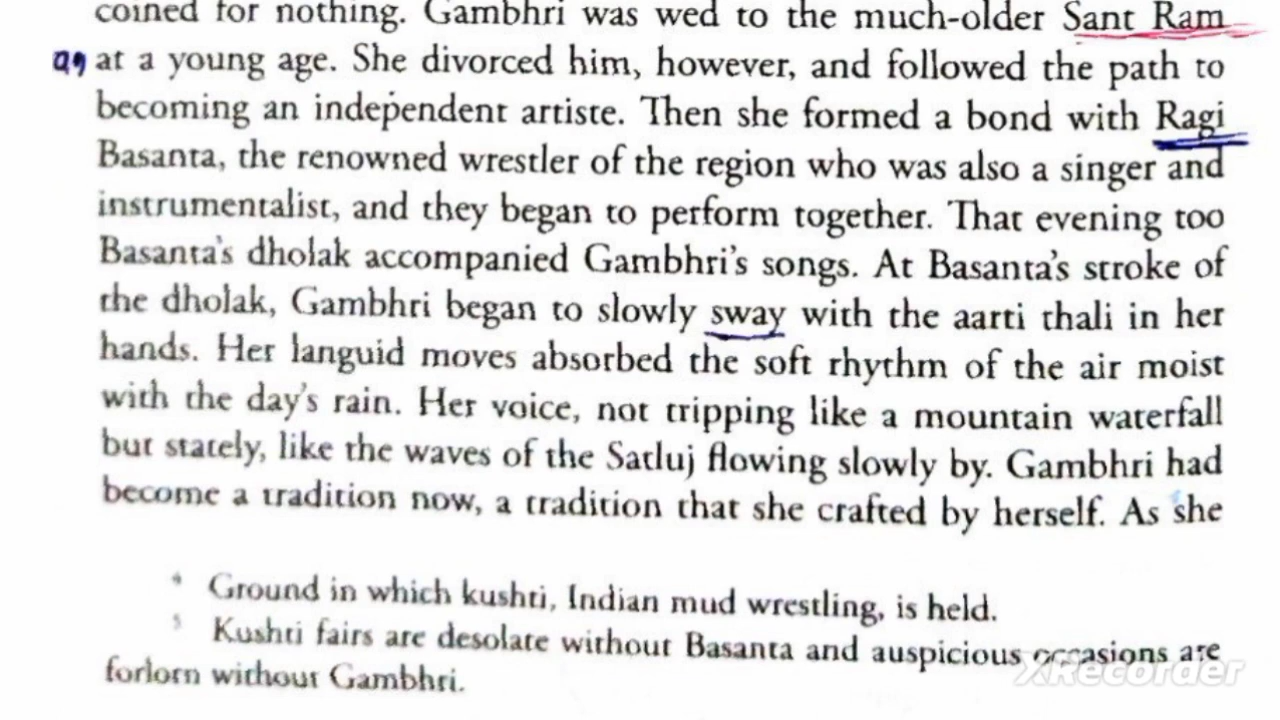 coined for nothing. Gambhri was wed to the much-older Sant Ram
at a young age. She divorced him, however, and followed the path to
becoming an independent artiste. Then she formed a bond with Ragi
Basanta, the renowned wrestler of the region who was also a singer and
instrumentalist, and they began to perform together. That evening too
Basanta's dholak accompanied Gambhri's songs. At Basanta's stroke of
the dholak, Gambhri began to slowly sway with the aarti thali in her
hands. Her languid moves absorbed the soft rhythm of the air moist
with the day's rain. Her voice, not tripping like a mountain waterfall
but stately, like the waves of the Satluj flowing slowly by. Gambhri had
become a tradition now, a tradition that she crafted by herself. As she
4 Ground in which kushti, Indian mud wrestling, is held.
5 Kushti fairs are desolate without Basanta and auspicious occasions are
forlorn without Gambhri.
XRecorder